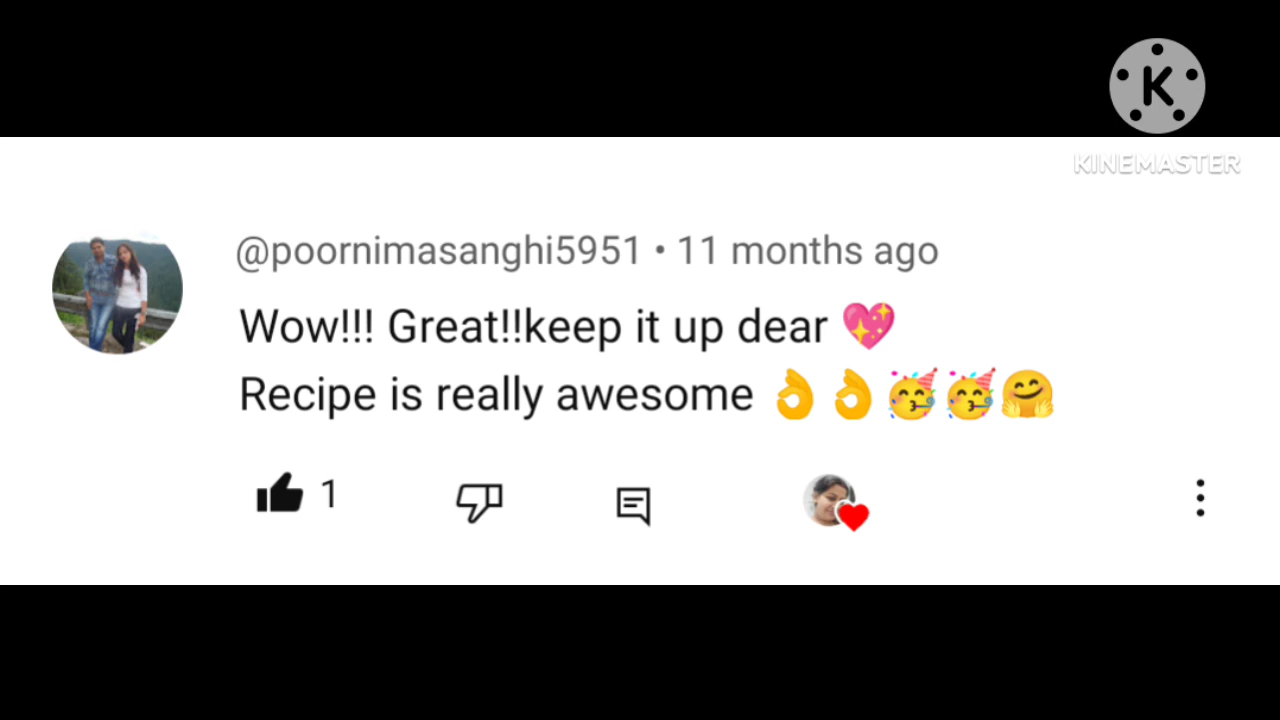 K
KINEMASTER
@poornimasanghi5951 • 11 months ago
Wow!!! Great!!keep it up dear 💖
Recipe is really awesome 👌👌🥳🥳🤗
1